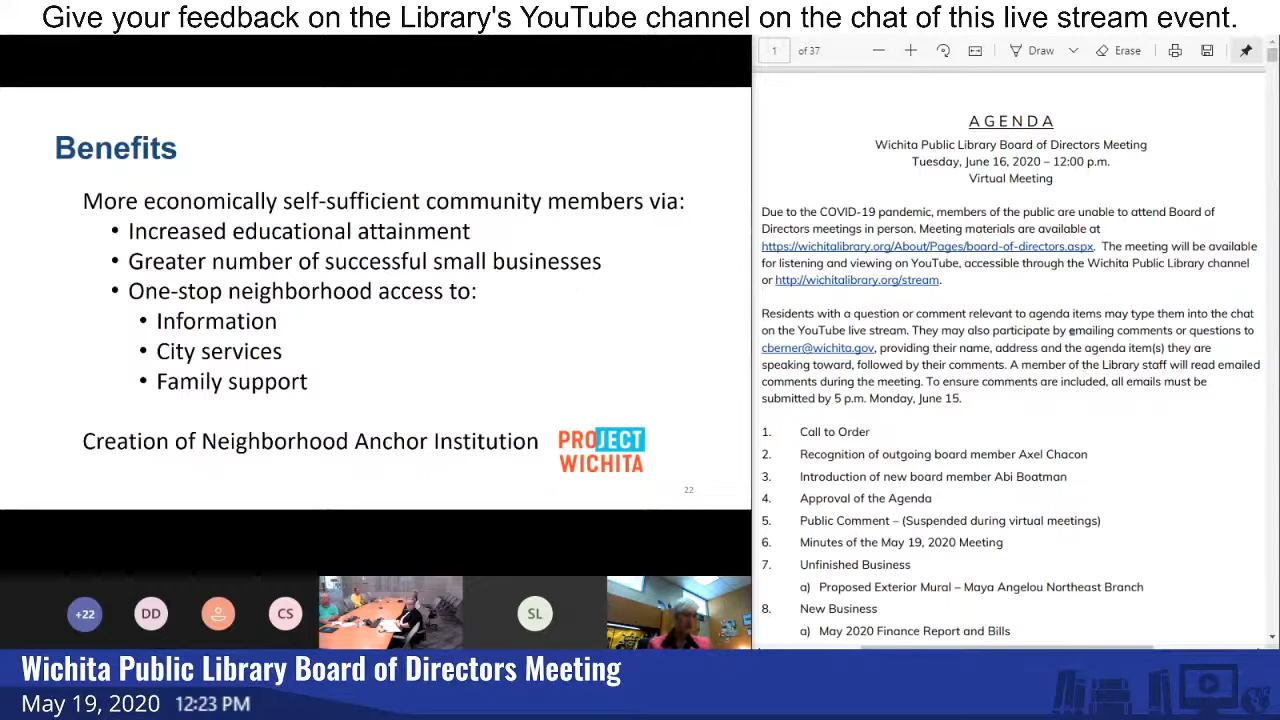 Give your feedback on the Library's YouTube channel on the chat of this live stream event.
Benefits
More economically self-sufficient community members via:
• Increased educational attainment
• Greater number of successful small businesses
• One-stop neighborhood access to:
• Information
• City services
• Family support
Creation of Neighborhood Anchor Institution
PROJECT
WICHITA
22
+22
DD
CS
SL
1 of 37
Draw
Erase
AGENDA
Wichita Public Library Board of Directors Meeting
Tuesday, June 16, 2020 – 12:00 p.m.
Virtual Meeting
Due to the COVID-19 pandemic, members of the public are unable to attend Board of
Directors meetings in person. Meeting materials are available at
https://wichitalibrary.org/About/Pages/board-of-directors.aspx. The meeting will be available
for listening and viewing on YouTube, accessible through the Wichita Public Library channel
or http://wichitalibrary.org/stream.
Residents with a question or comment relevant to agenda items may type them into the chat
on the YouTube live stream. They may also participate by emailing comments or questions to
cberner@wichita.gov, providing their name, address and the agenda item(s) they are
speaking toward, followed by their comments. A member of the Library staff will read emailed
comments during the meeting. To ensure comments are included, all emails must be
submitted by 5 p.m. Monday, June 15.
1. Call to Order
2. Recognition of outgoing board member Axel Chacon
3. Introduction of new board member Abi Boatman
4. Approval of the Agenda
5. Public Comment – (Suspended during virtual meetings)
6. Minutes of the May 19, 2020 Meeting
7. Unfinished Business
a) Proposed Exterior Mural – Maya Angelou Northeast Branch
8. New Business
a) May 2020 Finance Report and Bills
Wichita Public Library Board of Directors Meeting
May 19, 2020 12:23 PM